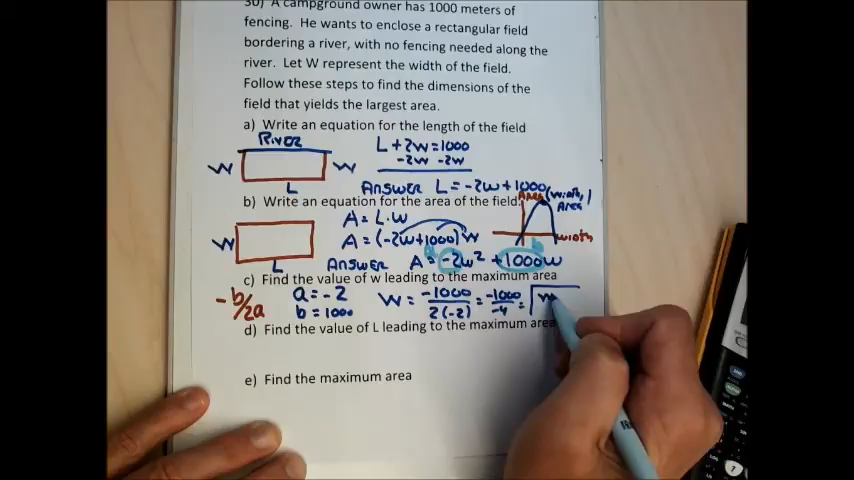 30) A campground owner has 1000 meters of
fencing. He wants to enclose a rectangular field
bordering a river, with no fencing needed along the
river. Let W represent the width of the field.
Follow these steps to find the dimensions of the
field that yields the largest area.
a) Write an equation for the length of the field
River
W W
L
L + 2W = 1000
-2W -2W
Answer L = -2W + 1000
b) Write an equation for the area of the field.
Area (Width, Area)
Width
W
L
A = L·W
A = (-2W + 1000)W
a b
Answer A = -2W² + 1000W
c) Find the value of w leading to the maximum area
-b/2a
a = -2
b = 1000
W = -1000/2(-2) = -1000/-4 = W
d) Find the value of L leading to the maximum area
e) Find the maximum area